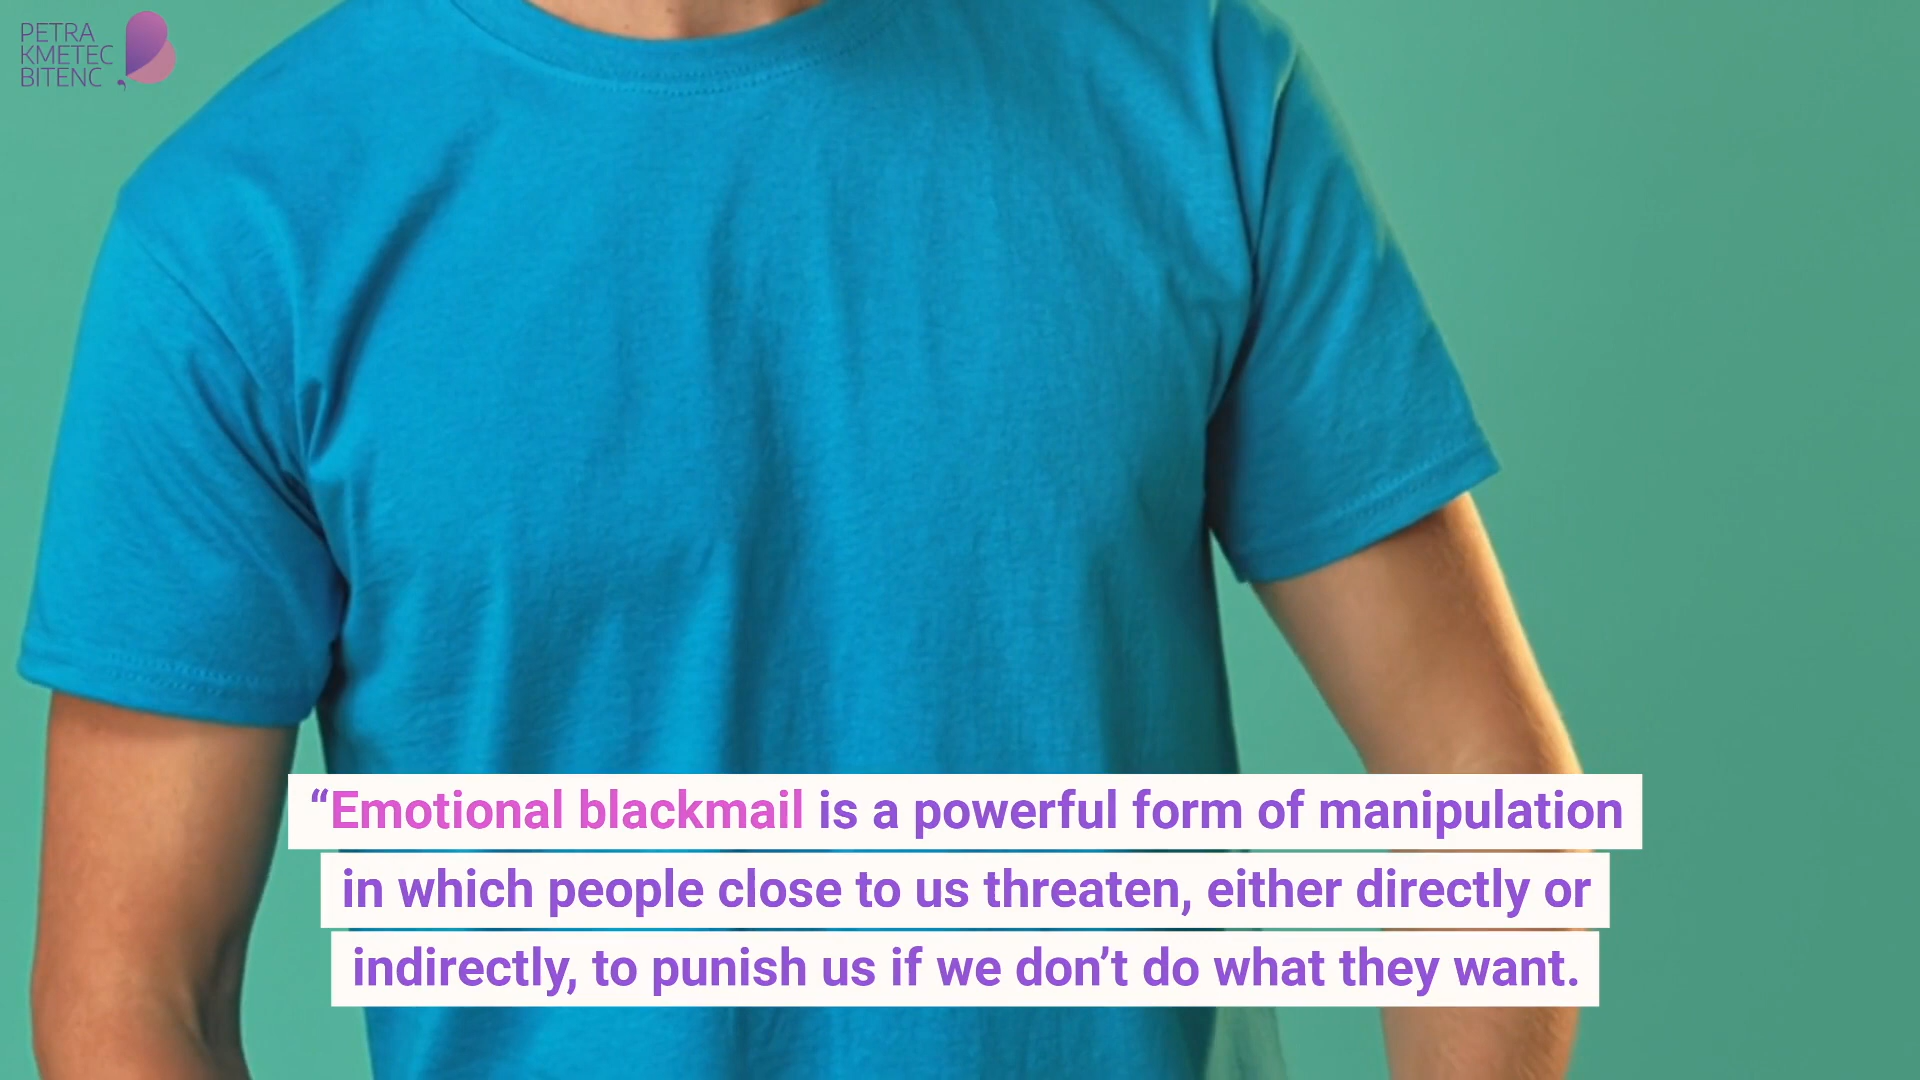 PETRA
KMETEC
BITENC
“Emotional blackmail is a powerful form of manipulation
in which people close to us threaten, either directly or
indirectly, to punish us if we don’t do what they want.